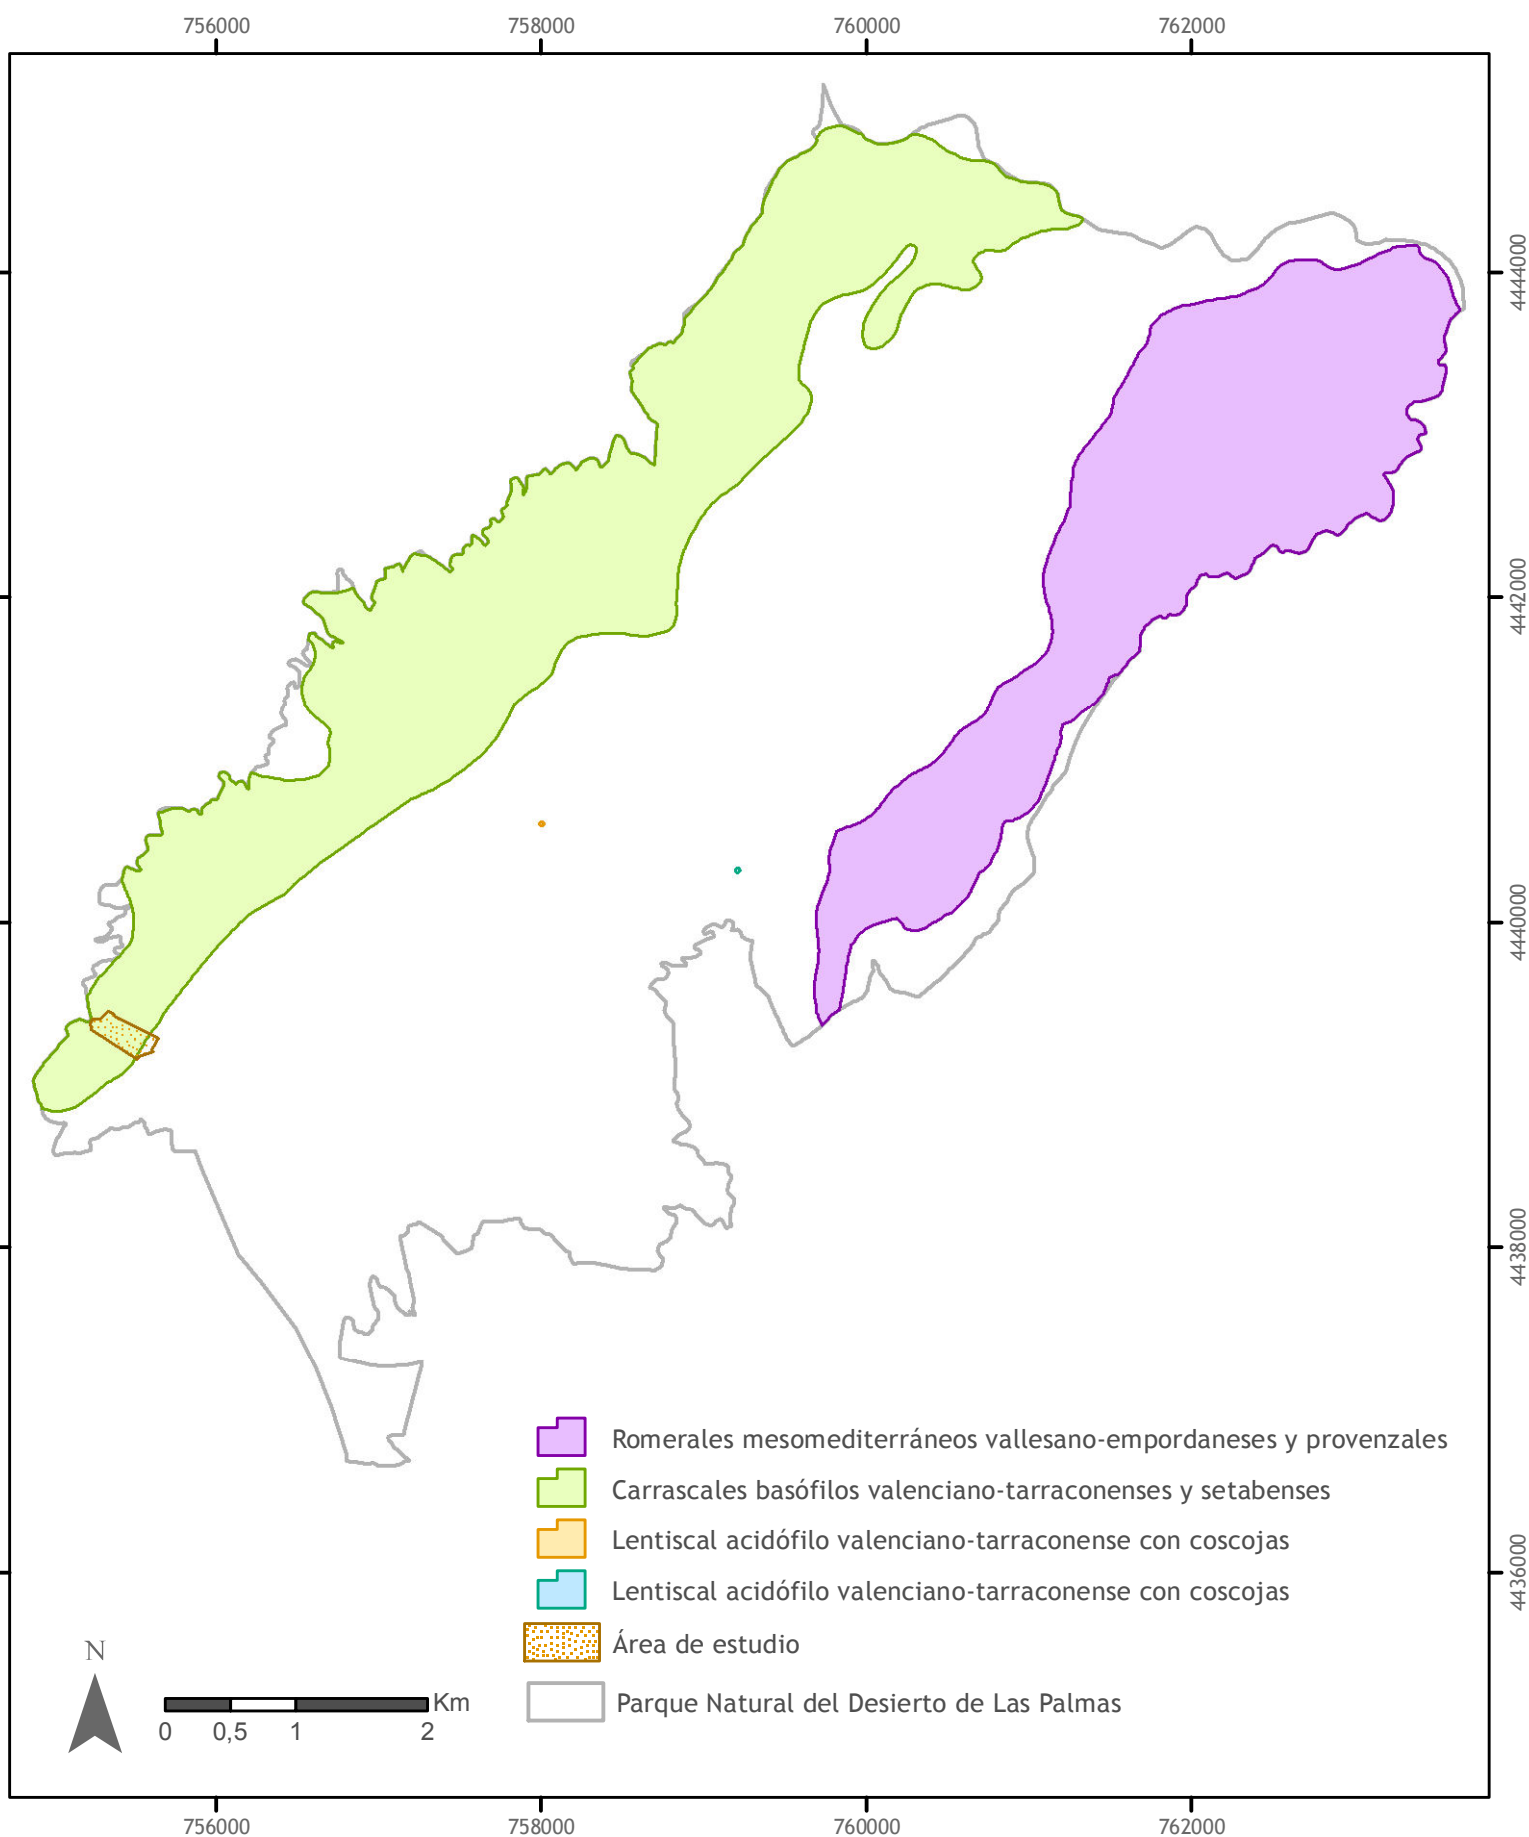 756000 758000 760000 762000
4444000
4442000
4440000
4438000
4436000
Romerales mesomediterráneos vallesano-empordaneses y provenzales
Carrascales basófilos valenciano-tarraconenses y setabenses
Lentiscal acidófilo valenciano-tarraconense con coscojas
Lentiscal acidófilo valenciano-tarraconense con coscojas
Área de estudio
Parque Natural del Desierto de Las Palmas
N
Km
0 0,5 1 2
756000 758000 760000 762000